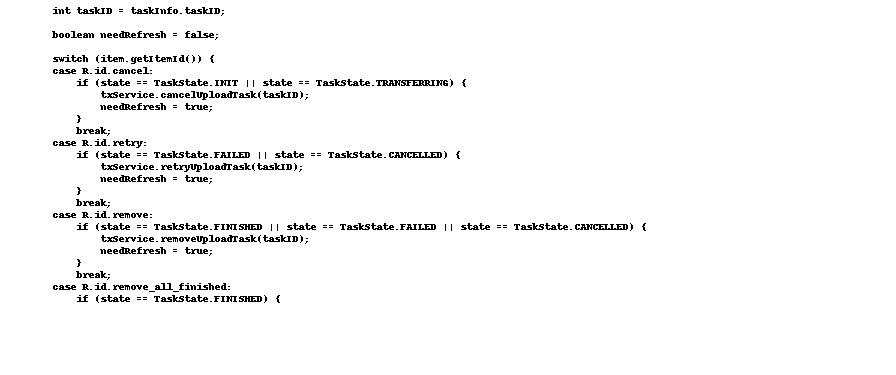 int taskID = taskInfo.taskID;
boolean needRefresh = false;
switch (item.getItemId()) {
case R.id.cancel:
if (state == TaskState.INIT || state == TaskState.TRANSFERRING) {
txService.cancelUploadTask(taskID);
needRefresh = true;
}
break;
case R.id.retry:
if (state == TaskState.FAILED || state == TaskState.CANCELLED) {
txService.retryUploadTask(taskID);
needRefresh = true;
}
break;
case R.id.remove:
if (state == TaskState.FINISHED || state == TaskState.FAILED || state == TaskState.CANCELLED) {
txService.removeUploadTask(taskID);
needRefresh = true;
}
break;
case R.id.remove_all_finished:
if (state == TaskState.FINISHED) {